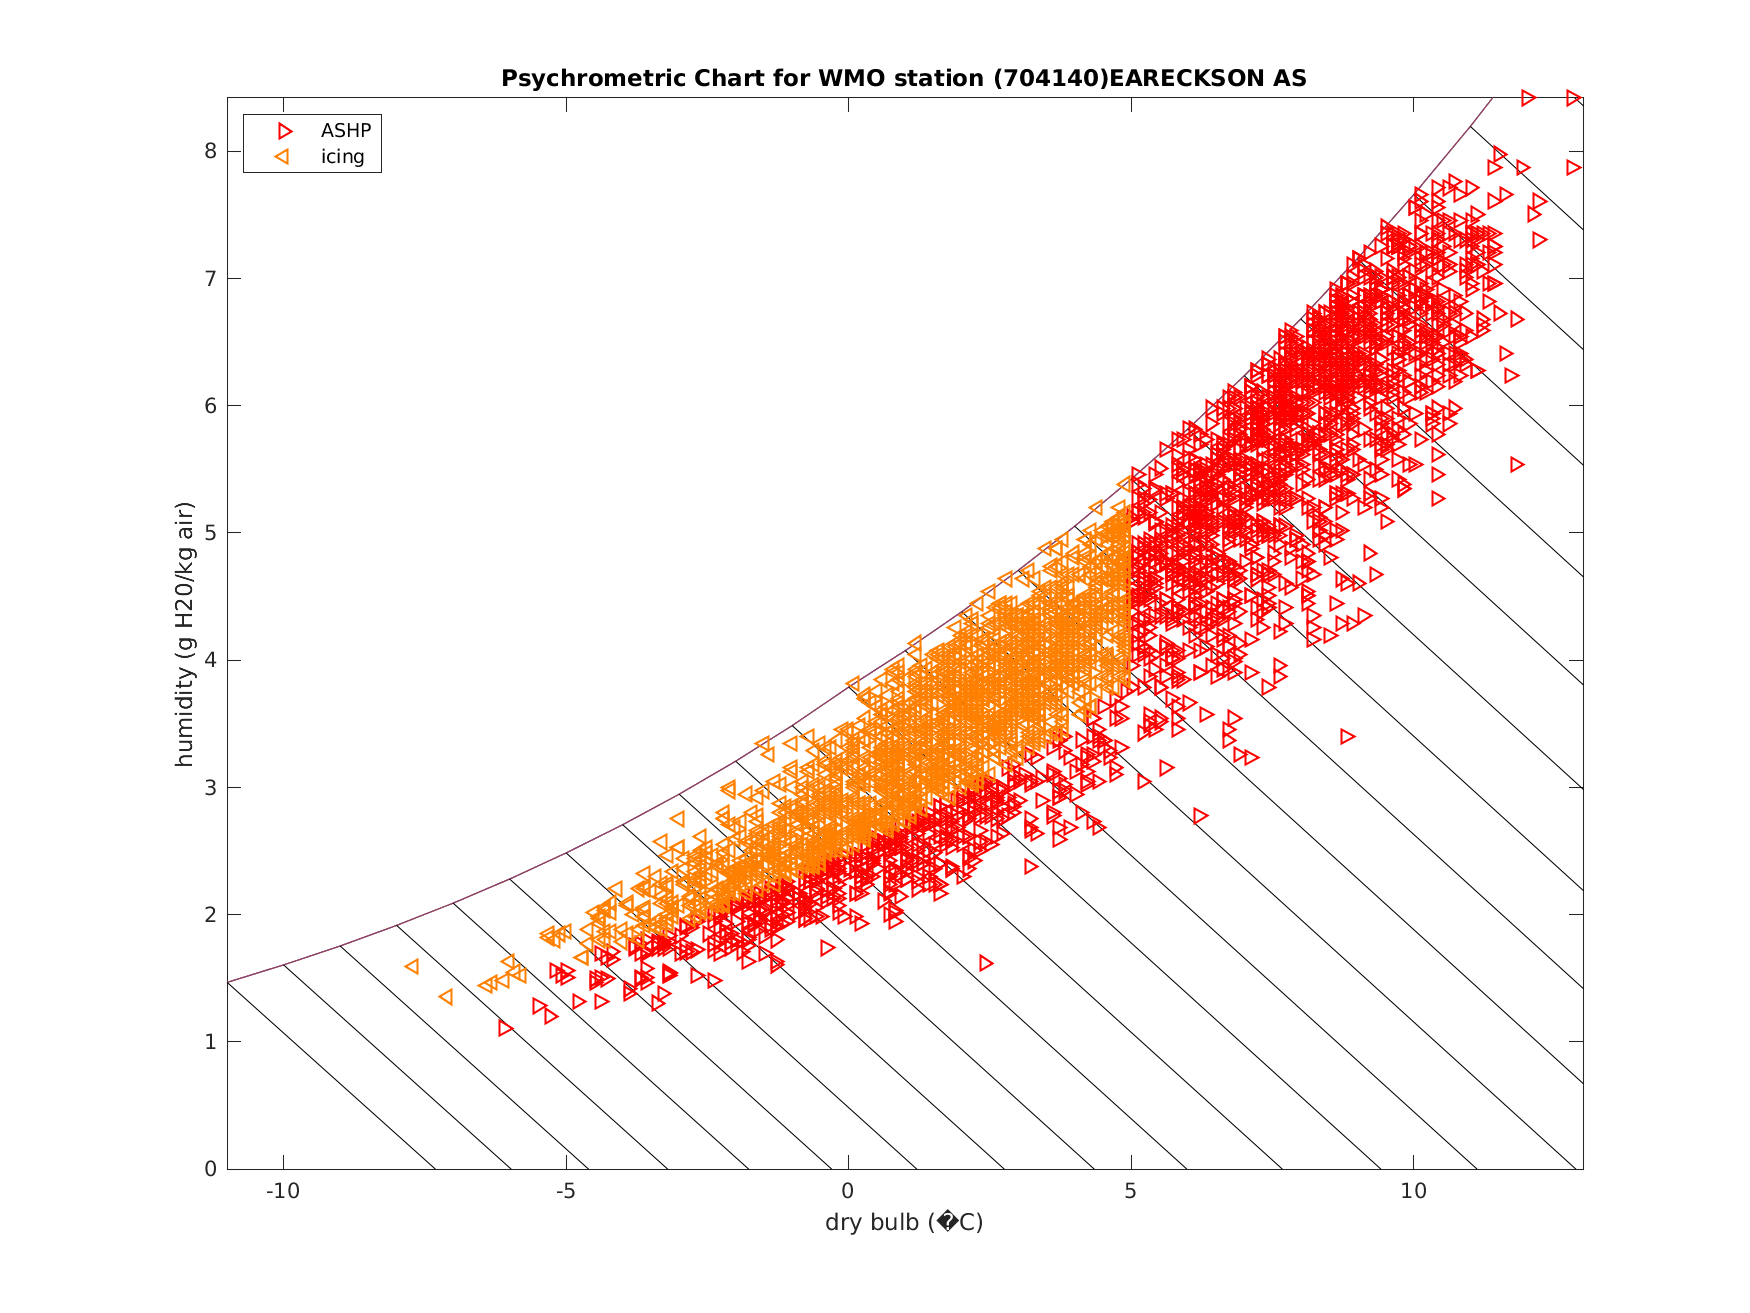 Psychrometric Chart for WMO station (704140)EARECKSON AS
ASHP
icing
humidity (g H20/kg air)
8
7
6
5
4
3
2
1
0
-10
-5
0
5
10
dry bulb (�C)